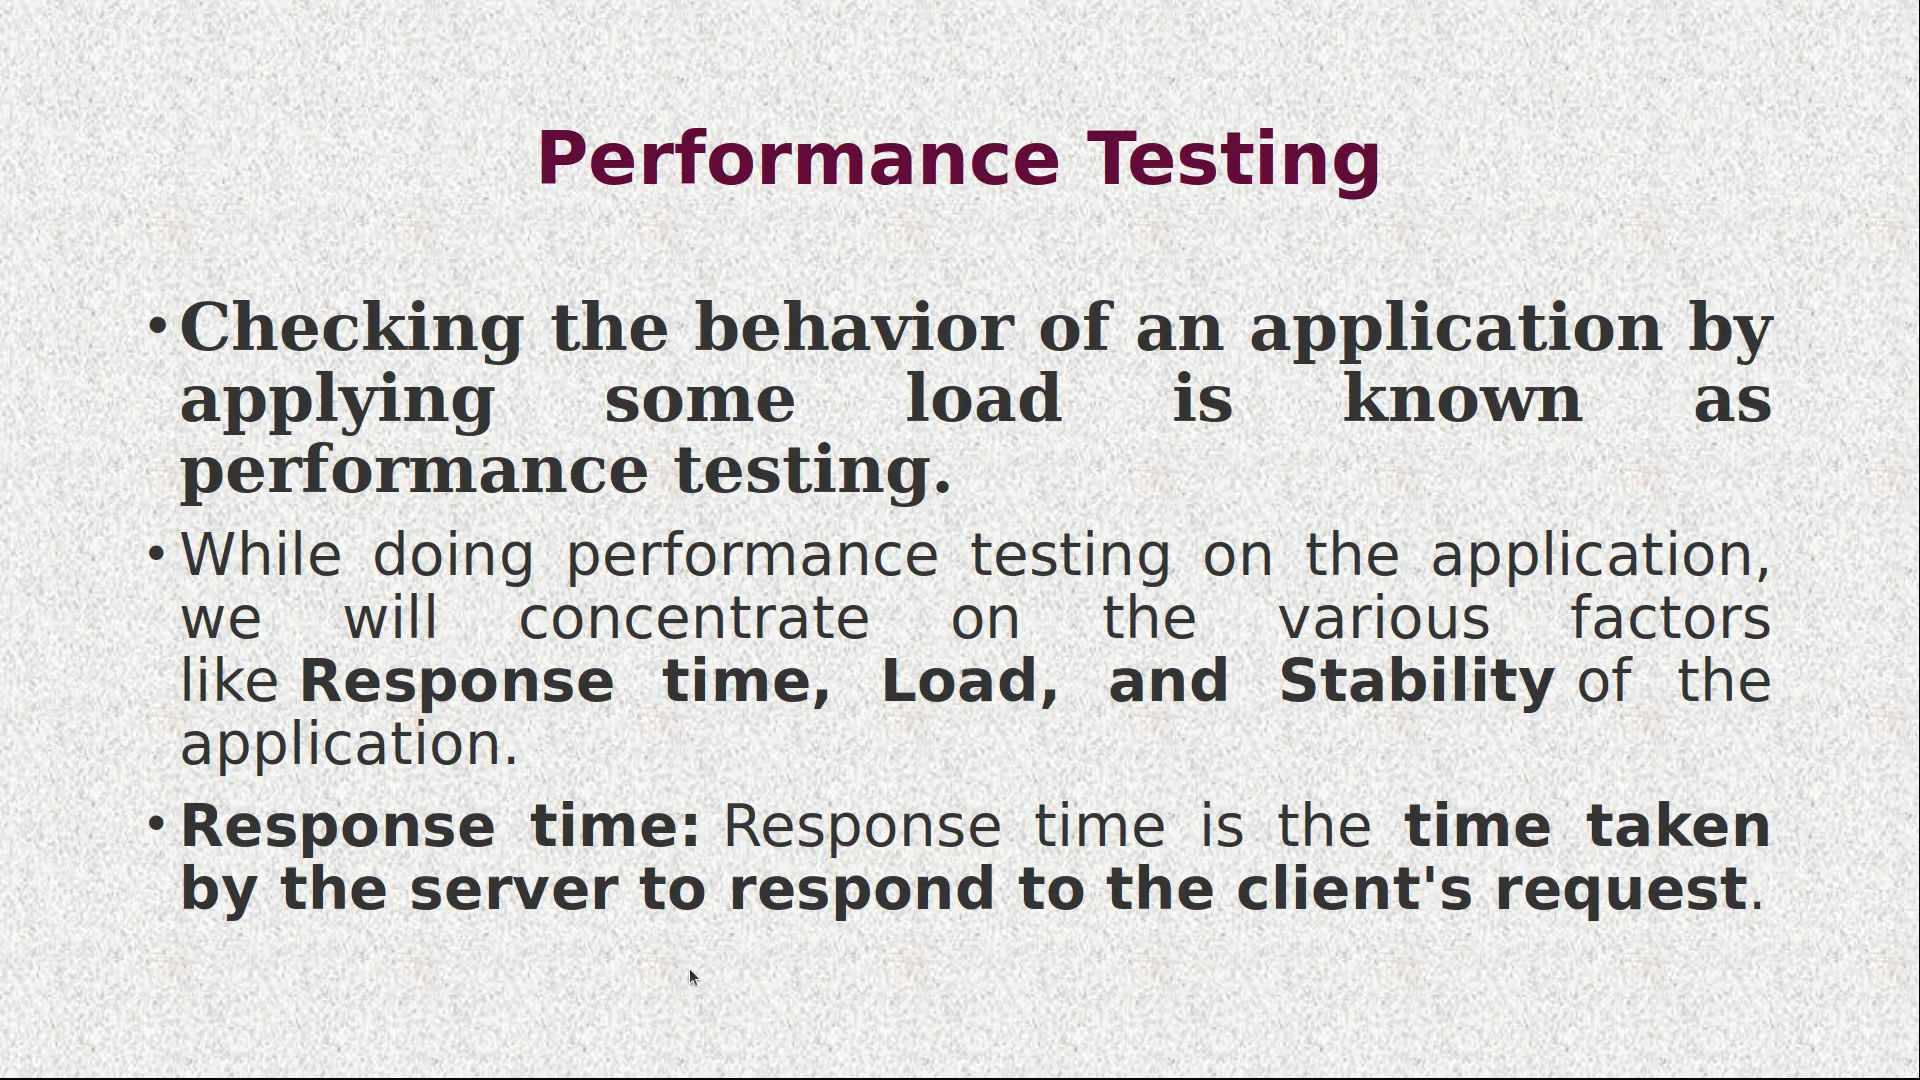 Performance Testing
• Checking the behavior of an application by
applying some load is known as
performance testing.
• While doing performance testing on the application,
we will concentrate on the various factors
like Response time, Load, and Stability of the
application.
• Response time: Response time is the time taken
by the server to respond to the client's request.